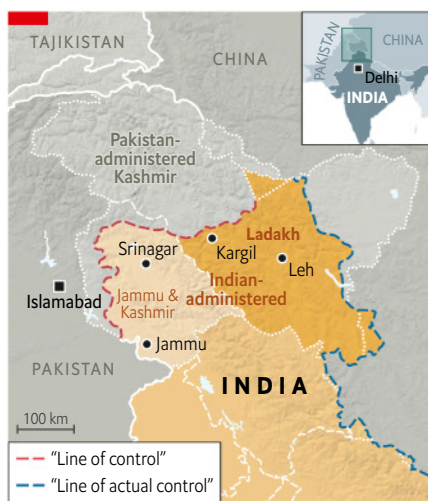 TAJIKISTAN
CHINA
PAKISTAN
CHINA
Delhi
INDIA
Pakistan-
administered
Kashmir
Srinagar
Kargil
Ladakh
Leh
Indian-
administered
Islamabad
Jammu &
Kashmir
Jammu
PAKISTAN
INDIA
100 km
“Line of control”
“Line of actual control”